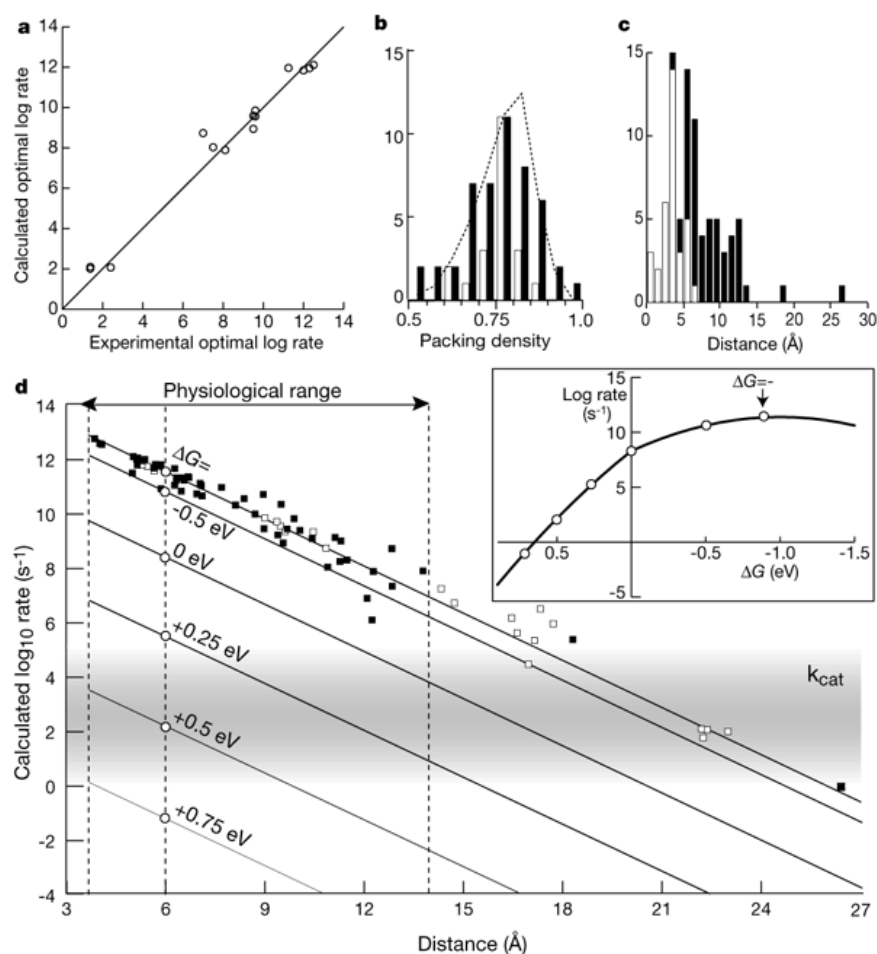 a
14
12
10
8
6
4
2
0
0 2 4 6 8 10 12 14
Calculated optimal log rate
Experimental optimal log rate
b
15
10
5
0
0.5 0.75 1.0
Packing density
c
15
10
5
0
0 5 10 15 20 25 30
Distance (Å)
d
Physiological range
14
12
10
8
6
4
2
0
-2
-4
3 6 9 12 15 18 21 24 27
Calculated log10 rate (s-1)
Distance (Å)
ΔG=
-0.5 eV
0 eV
+0.25 eV
+0.5 eV
+0.75 eV
kcat
Log rate
(s-1)
ΔG=-
15
10
5
-5
0.5 0 -0.5 -1.0 -1.5
ΔG (eV)